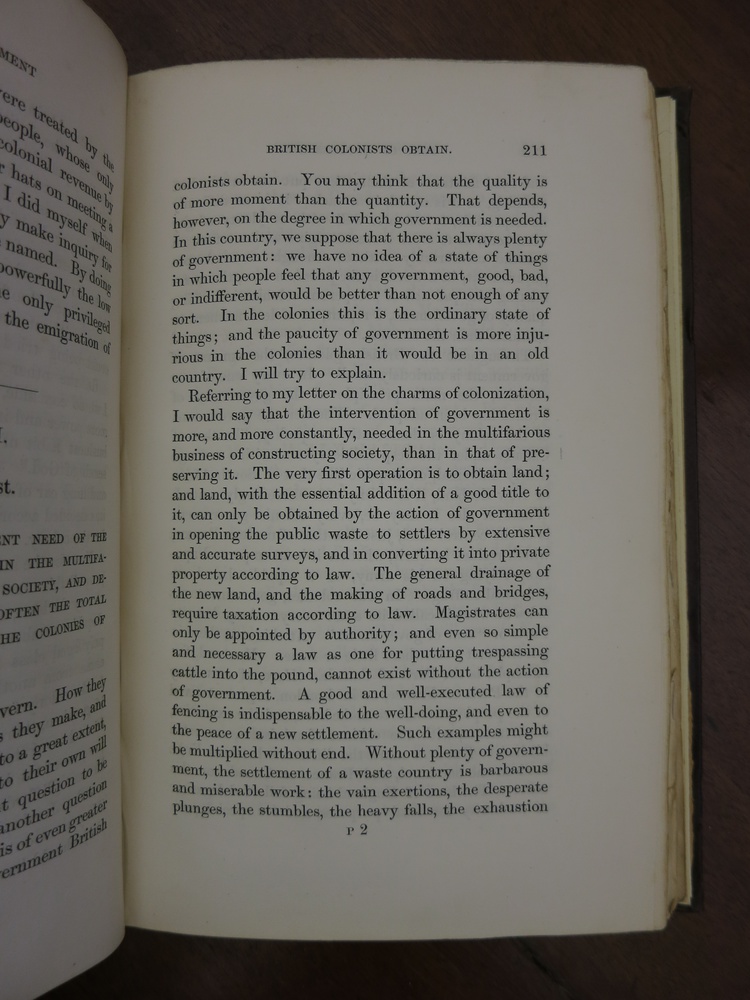 MENT
ere treated by the
people, whose only
colonial revenue by
hats on meeting a
I did myself when
make inquiry for
named. By doing
powerfully the low
only privileged
the emigration of
st.
ENT NEED OF THE
IN THE MULTIFA-
SOCIETY, AND DE-
OFTEN THE TOTAL
HE COLONIES OF
vern. How they
they make, and
to a great extent,
to their own will
t question to be
another question
is of even greater
ernment British
BRITISH COLONISTS OBTAIN. 211
colonists obtain. You may think that the quality is
of more moment than the quantity. That depends,
however, on the degree in which government is needed.
In this country, we suppose that there is always plenty
of government: we have no idea of a state of things
in which people feel that any government, good, bad,
or indifferent, would be better than not enough of any
sort. In the colonies this is the ordinary state of
things; and the paucity of government is more inju-
rious in the colonies than it would be in an old
country. I will try to explain.
Referring to my letter on the charms of colonization,
I would say that the intervention of government is
more, and more constantly, needed in the multifarious
business of constructing society, than in that of pre-
serving it. The very first operation is to obtain land;
and land, with the essential addition of a good title to
it, can only be obtained by the action of government
in opening the public waste to settlers by extensive
and accurate surveys, and in converting it into private
property according to law. The general drainage of
the new land, and the making of roads and bridges,
require taxation according to law. Magistrates can
only be appointed by authority; and even so simple
and necessary a law as one for putting trespassing
cattle into the pound, cannot exist without the action
of government. A good and well-executed law of
fencing is indispensable to the well-doing, and even to
the peace of a new settlement. Such examples might
be multiplied without end. Without plenty of govern-
ment, the settlement of a waste country is barbarous
and miserable work: the vain exertions, the desperate
plunges, the stumbles, the heavy falls, the exhaustion
P 2